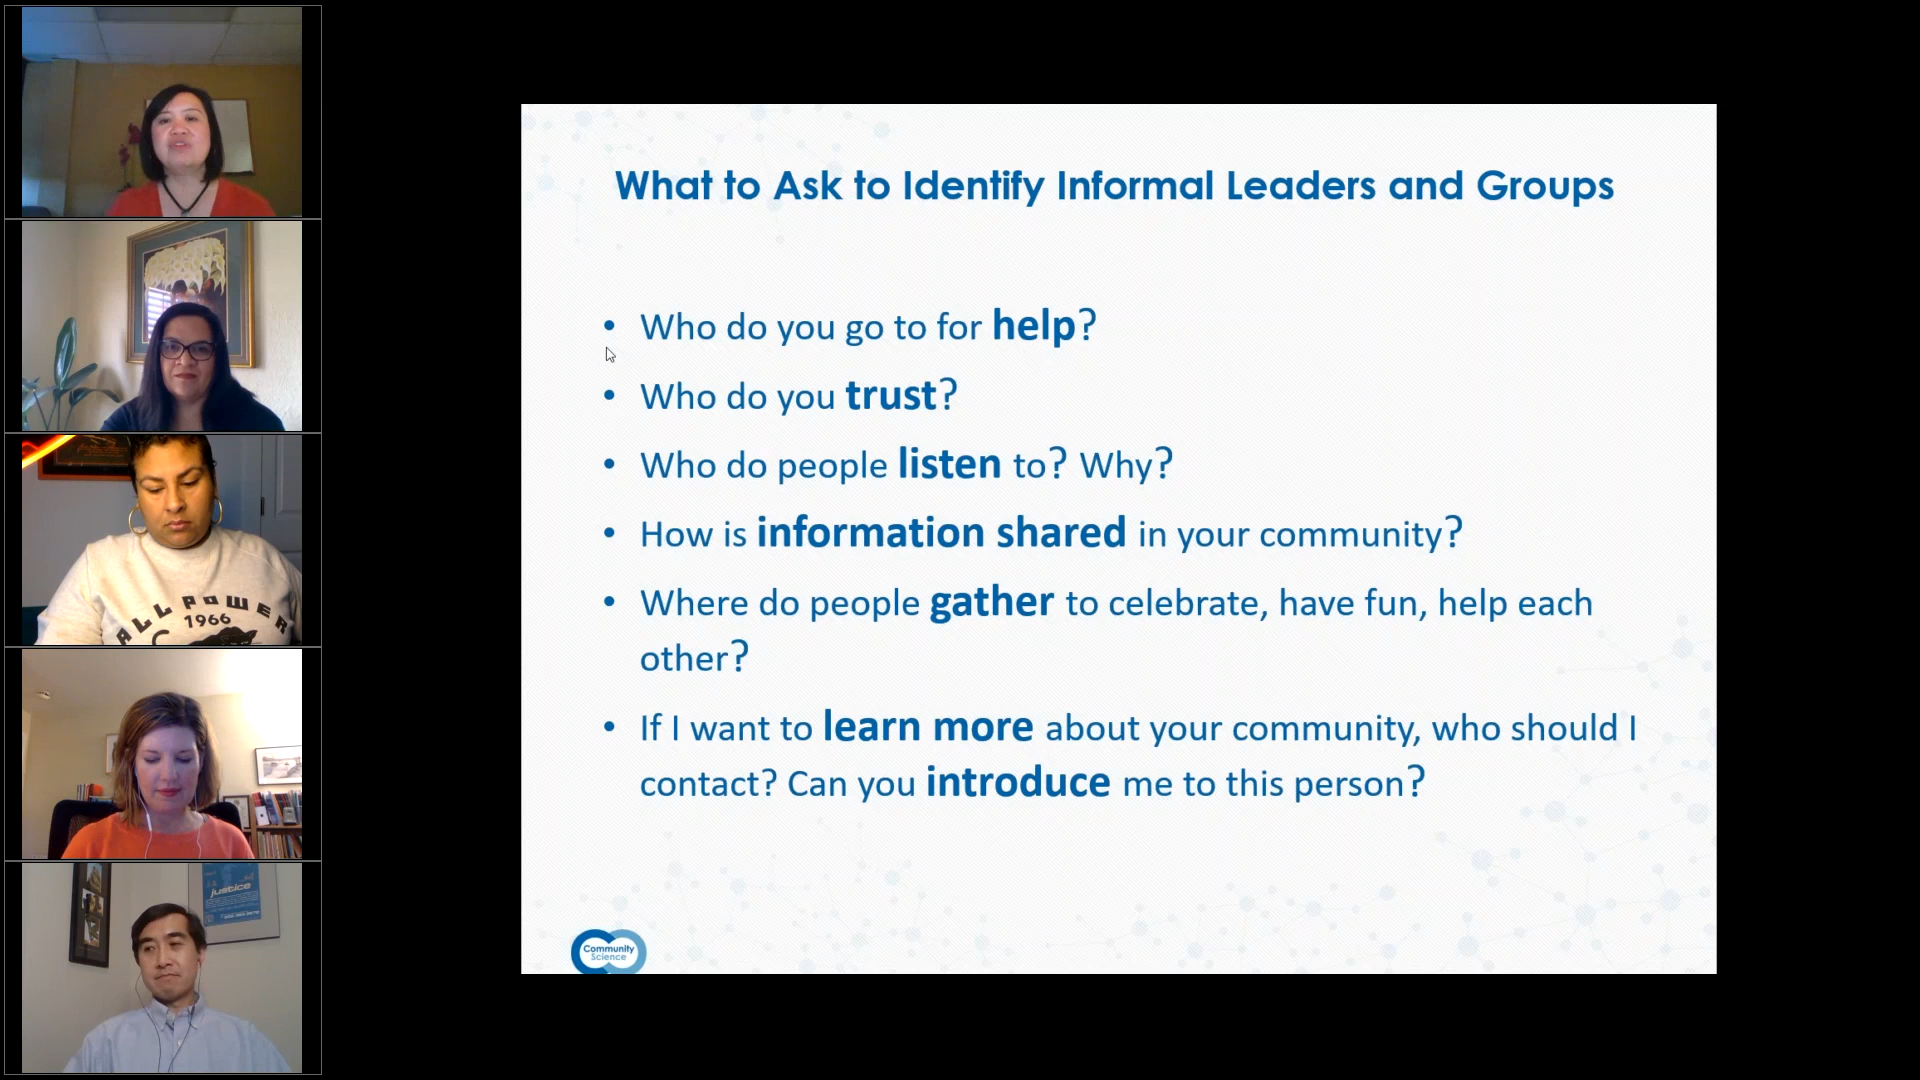 What to Ask to Identify Informal Leaders and Groups
• Who do you go to for help?
• Who do you trust?
• Who do people listen to? Why?
• How is information shared in your community?
• Where do people gather to celebrate, have fun, help each
other?
• If I want to learn more about your community, who should I
contact? Can you introduce me to this person?
Community
Science
ALL POWER
1966
justice